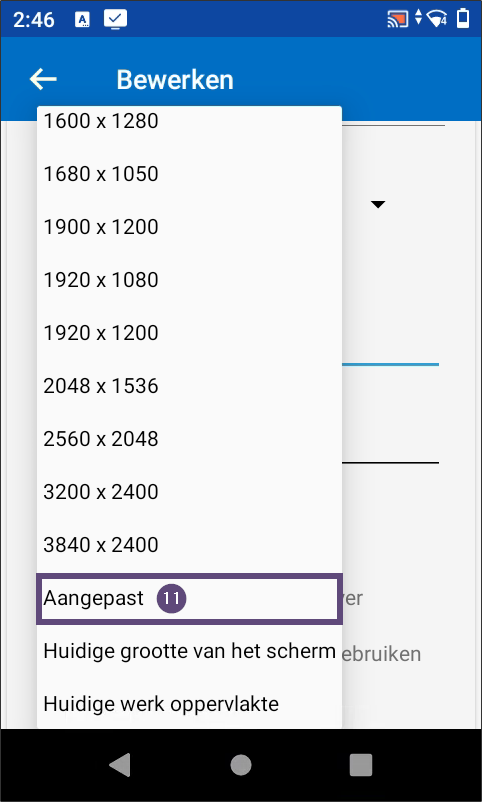 2:46
A
4
Bewerken
1600 x 1280
1680 x 1050
1900 x 1200
1920 x 1080
1920 x 1200
2048 x 1536
2560 x 2048
3200 x 2400
3840 x 2400
Aangepast 11
ver
Huidige grootte van het scherm
ebruiken
Huidige werk oppervlakte